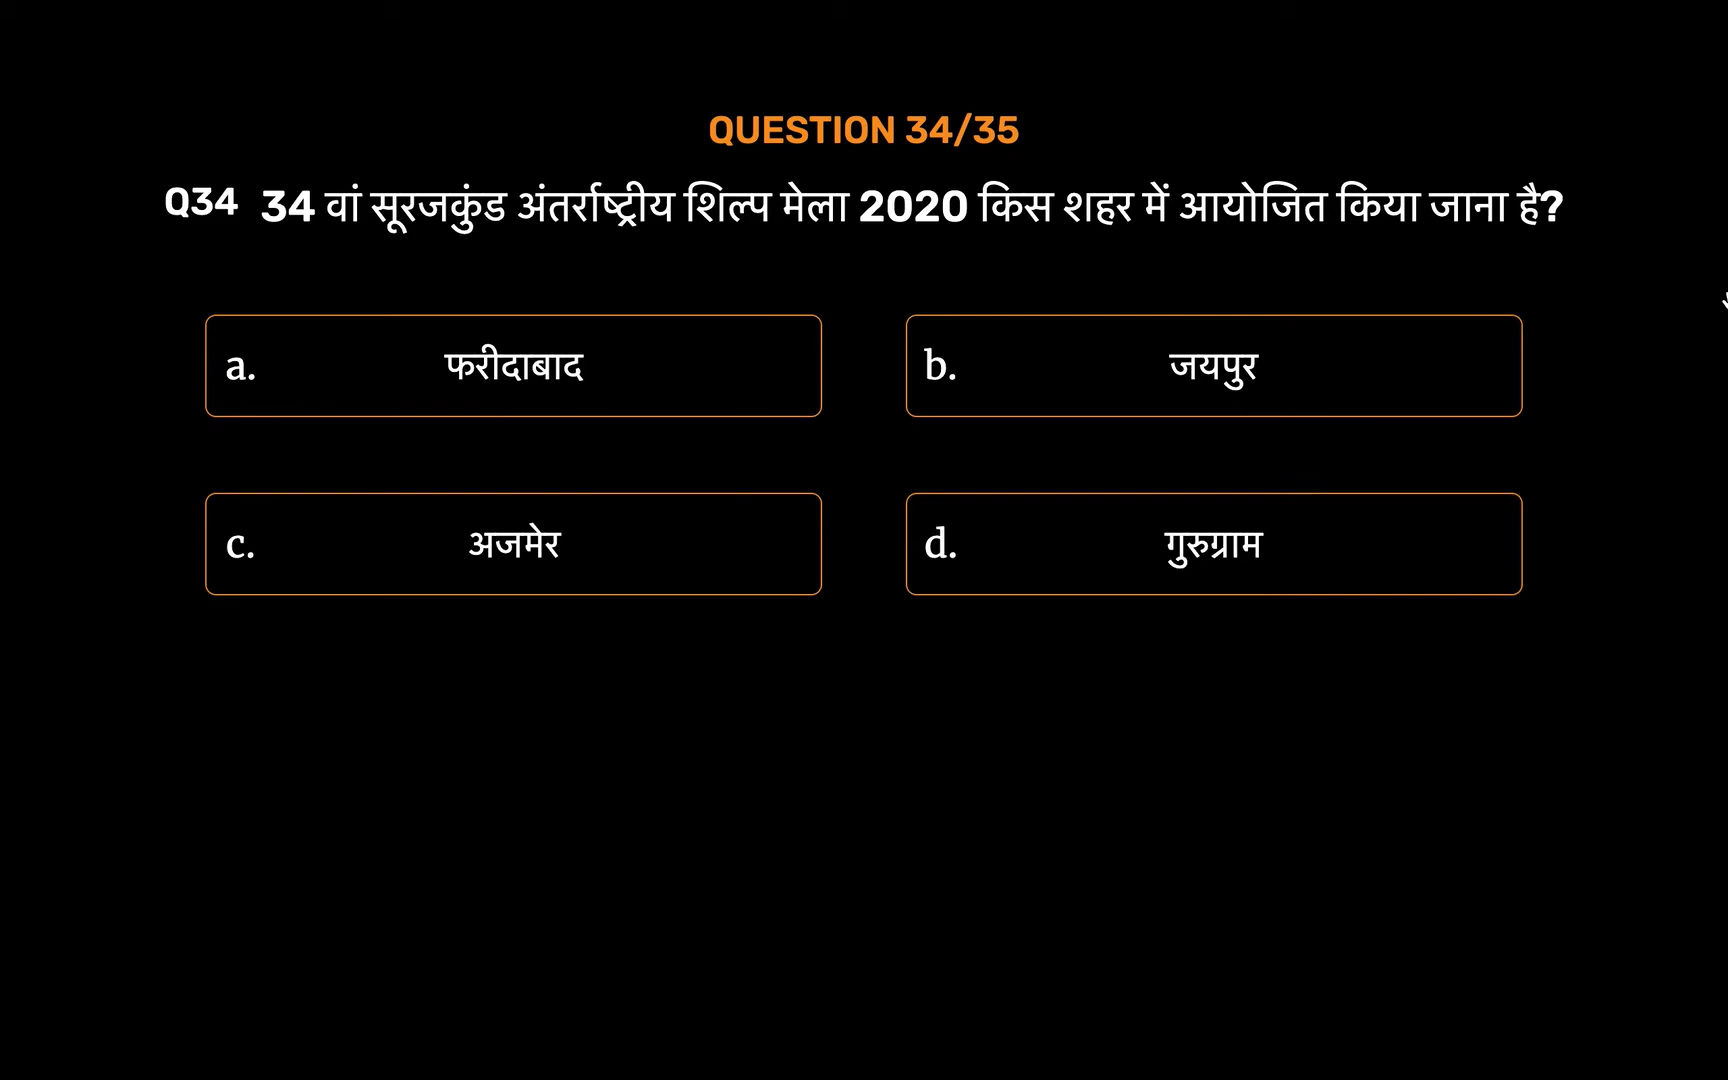 QUESTION 34/35
Q34 34 वां सूरजकुंड अंतर्राष्ट्रीय शिल्प मेला 2020 किस शहर में आयोजित किया जाना है?
a. फरीदाबाद
b. जयपुर
c. अजमेर
d. गुरुग्राम